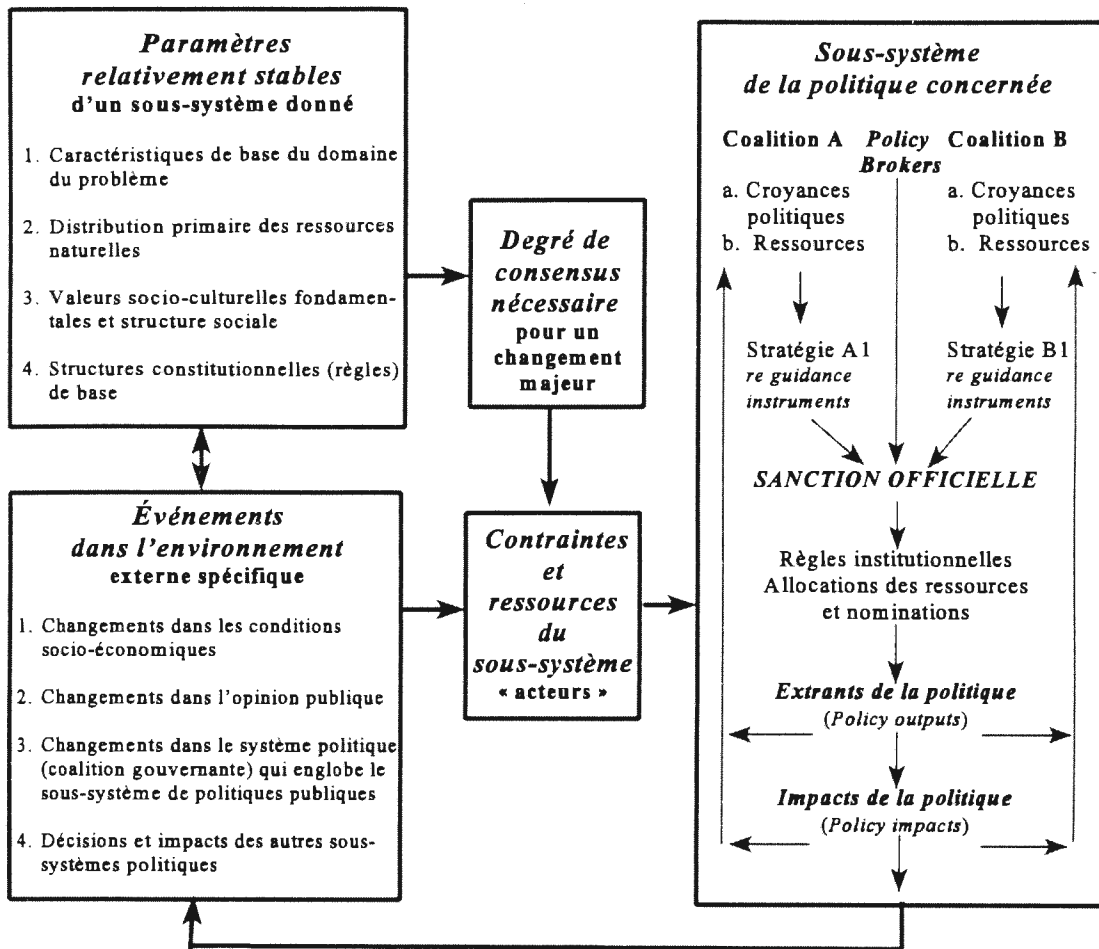 Paramètres
relativement stables
d'un sous-système donné
1. Caractéristiques de base du domaine
du problème
2. Distribution primaire des ressources
naturelles
3. Valeurs socio-culturelles fondamen-
tales et structure sociale
4. Structures constitutionnelles (règles)
de base
Événements
dans l'environnement
externe spécifique
1. Changements dans les conditions
socio-économiques
2. Changements dans l'opinion publique
3. Changements dans le système politique
(coalition gouvernante) qui englobe le
sous-système de politiques publiques
4. Décisions et impacts des autres sous-
systèmes politiques
Degré de
consensus
nécessaire
pour un
changement
majeur
Contraintes
et
ressources
du
sous-système
« acteurs »
Sous-système
de la politique concernée
Coalition A Policy Coalition B
Brokers
a. Croyances
politiques
b. Ressources
a. Croyances
politiques
b. Ressources
Stratégie A1
re guidance
instruments
Stratégie B1
re guidance
instruments
SANCTION OFFICIELLE
Règles institutionnelles
Allocations des ressources
et nominations
Extrants de la politique
(Policy outputs)
Impacts de la politique
(Policy impacts)